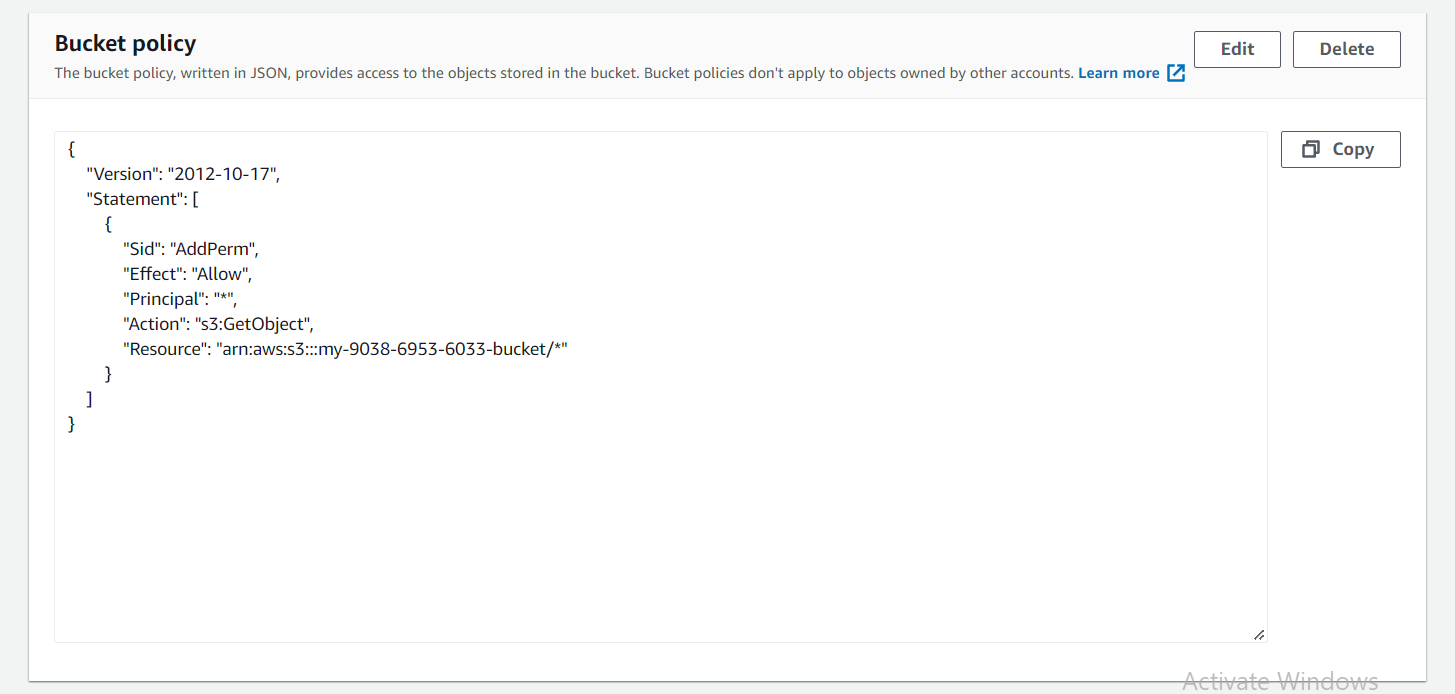 Bucket policy
Edit
Delete
The bucket policy, written in JSON, provides access to the objects stored in the bucket. Bucket policies don't apply to objects owned by other accounts. Learn more
Copy
{
"Version": "2012-10-17",
"Statement": [
{
"Sid": "AddPerm",
"Effect": "Allow",
"Principal": "*",
"Action": "s3:GetObject",
"Resource": "arn:aws:s3:::my-9038-6953-6033-bucket/*"
}
]
}
Activate Windows